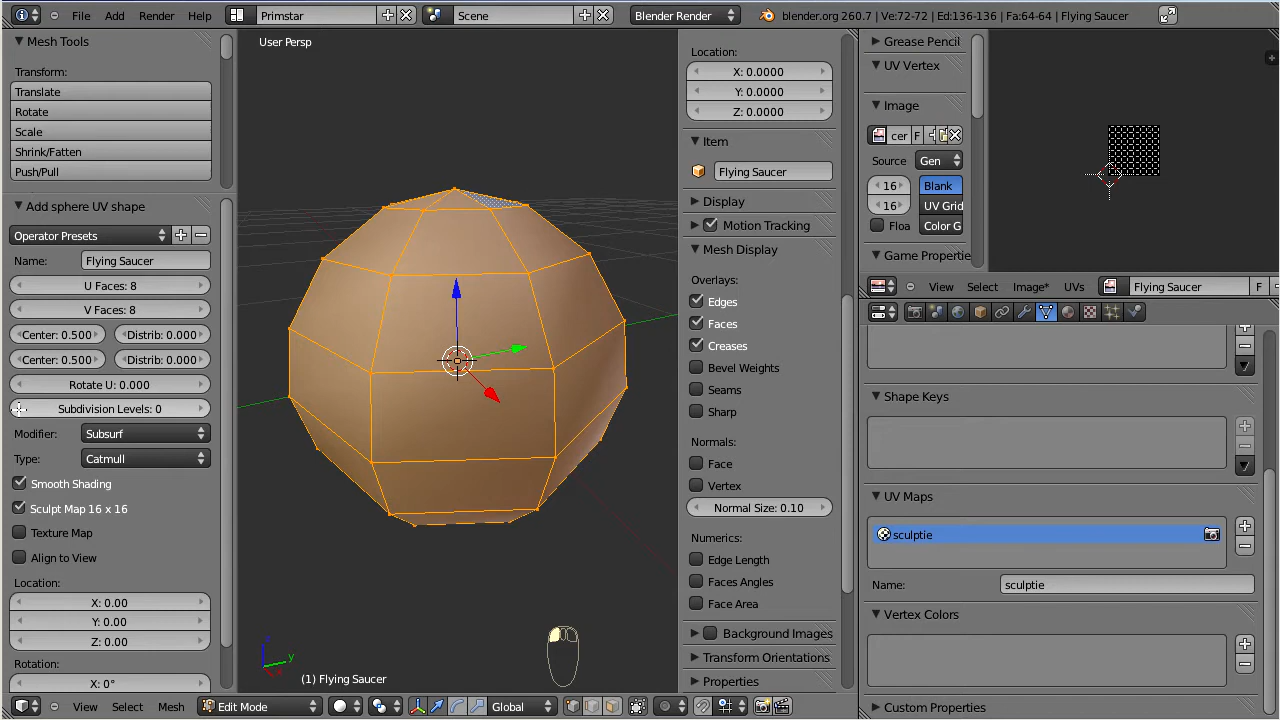 File Add Render Help Primstar Scene Blender Render blender.org 260.7 | Ve:72-72 | Ed:136-136 | Fa:64-64 | Flying Saucer
Mesh Tools
Transform:
Translate
Rotate
Scale
Shrink/Fatten
Push/Pull
Add sphere UV shape
Operator Presets
Name: Flying Saucer
U Faces: 8
V Faces: 8
Center: 0.500 Distrib: 0.000
Center: 0.500 Distrib: 0.000
Rotate U: 0.000
Subdivision Levels: 0
Modifier: Subsurf
Type: Catmull
Smooth Shading
Sculpt Map 16 x 16
Texture Map
Align to View
Location:
X: 0.00
Y: 0.00
Z: 0.00
Rotation:
X: 0°
User Persp
y
(1) Flying Saucer
View Select Mesh Edit Mode Global
Location:
X: 0.0000
Y: 0.0000
Z: 0.0000
Item
Flying Saucer
Display
Motion Tracking
Mesh Display
Overlays:
Edges
Faces
Creases
Bevel Weights
Seams
Sharp
Normals:
Face
Vertex
Normal Size: 0.10
Numerics:
Edge Length
Faces Angles
Face Area
Background Images
Transform Orientations
Properties
Grease Pencil
UV Vertex
Image
cer F
Source Gen
16 Blank
16 UV Grid
Floa Color G
Game Propertie
View Select Image* UVs Flying Saucer F
Shape Keys
UV Maps
sculptie
Name: sculptie
Vertex Colors
Custom Properties